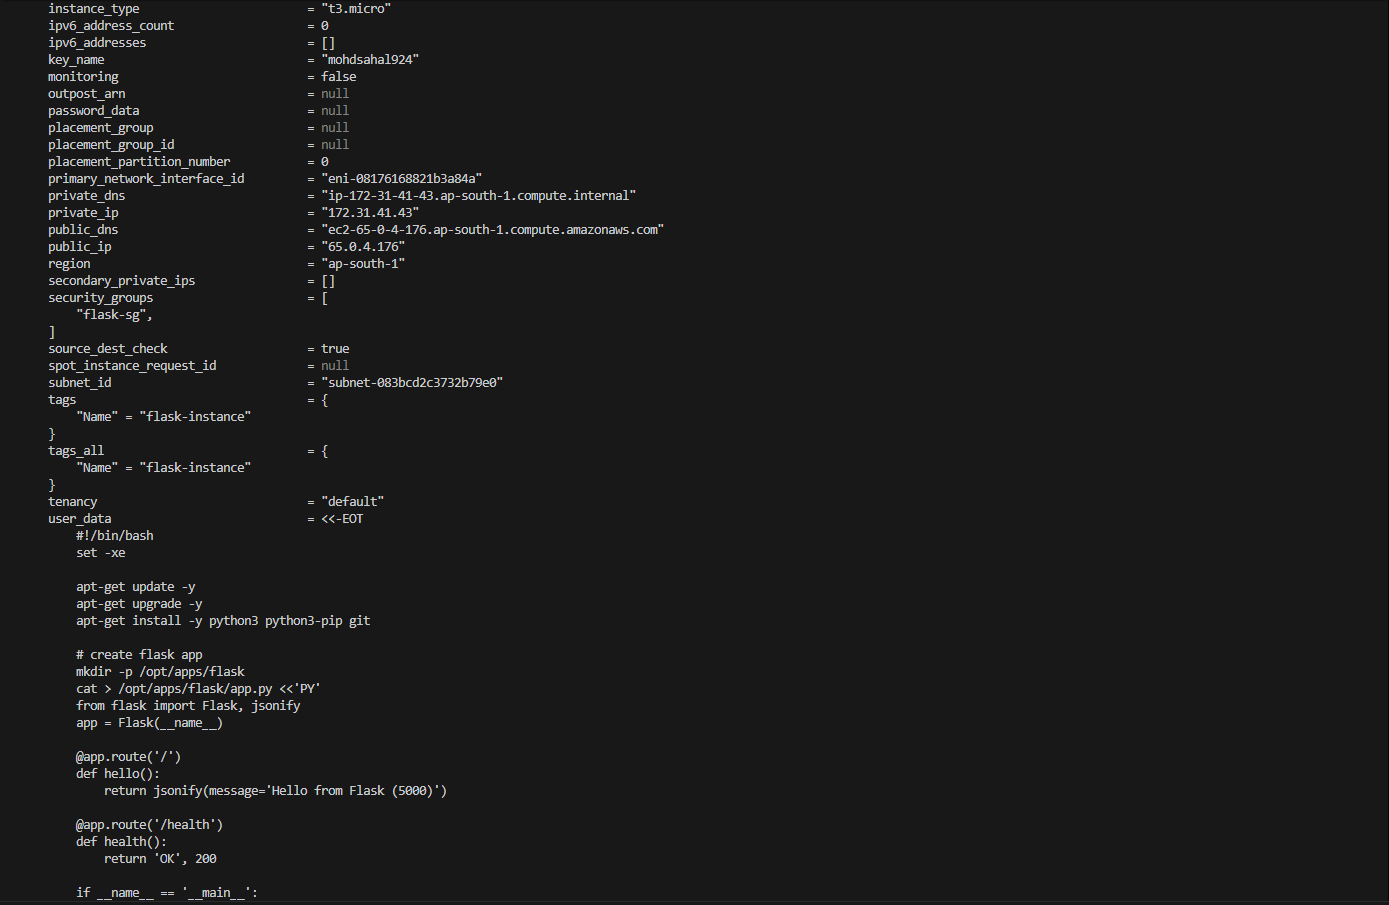 instance_type = "t3.micro"
ipv6_address_count = 0
ipv6_addresses = []
key_name = "mohdsahal924"
monitoring = false
outpost_arn = null
password_data = null
placement_group = null
placement_group_id = null
placement_partition_number = 0
primary_network_interface_id = "eni-08176168821b3a84a"
private_dns = "ip-172-31-41-43.ap-south-1.compute.internal"
private_ip = "172.31.41.43"
public_dns = "ec2-65-0-4-176.ap-south-1.compute.amazonaws.com"
public_ip = "65.0.4.176"
region = "ap-south-1"
secondary_private_ips = []
security_groups = [
    "flask-sg",
]
source_dest_check = true
spot_instance_request_id = null
subnet_id = "subnet-083bcd2c3732b79e0"
tags = {
    "Name" = "flask-instance"
}
tags_all = {
    "Name" = "flask-instance"
}
tenancy = "default"
user_data = <<-EOT
    #!/bin/bash
    set -xe

    apt-get update -y
    apt-get upgrade -y
    apt-get install -y python3 python3-pip git

    # create flask app
    mkdir -p /opt/apps/flask
    cat > /opt/apps/flask/app.py <<'PY'
    from flask import Flask, jsonify
    app = Flask(__name__)

    @app.route('/')
    def hello():
        return jsonify(message='Hello from Flask (5000)')

    @app.route('/health')
    def health():
        return 'OK', 200

    if __name__ == '__main__':